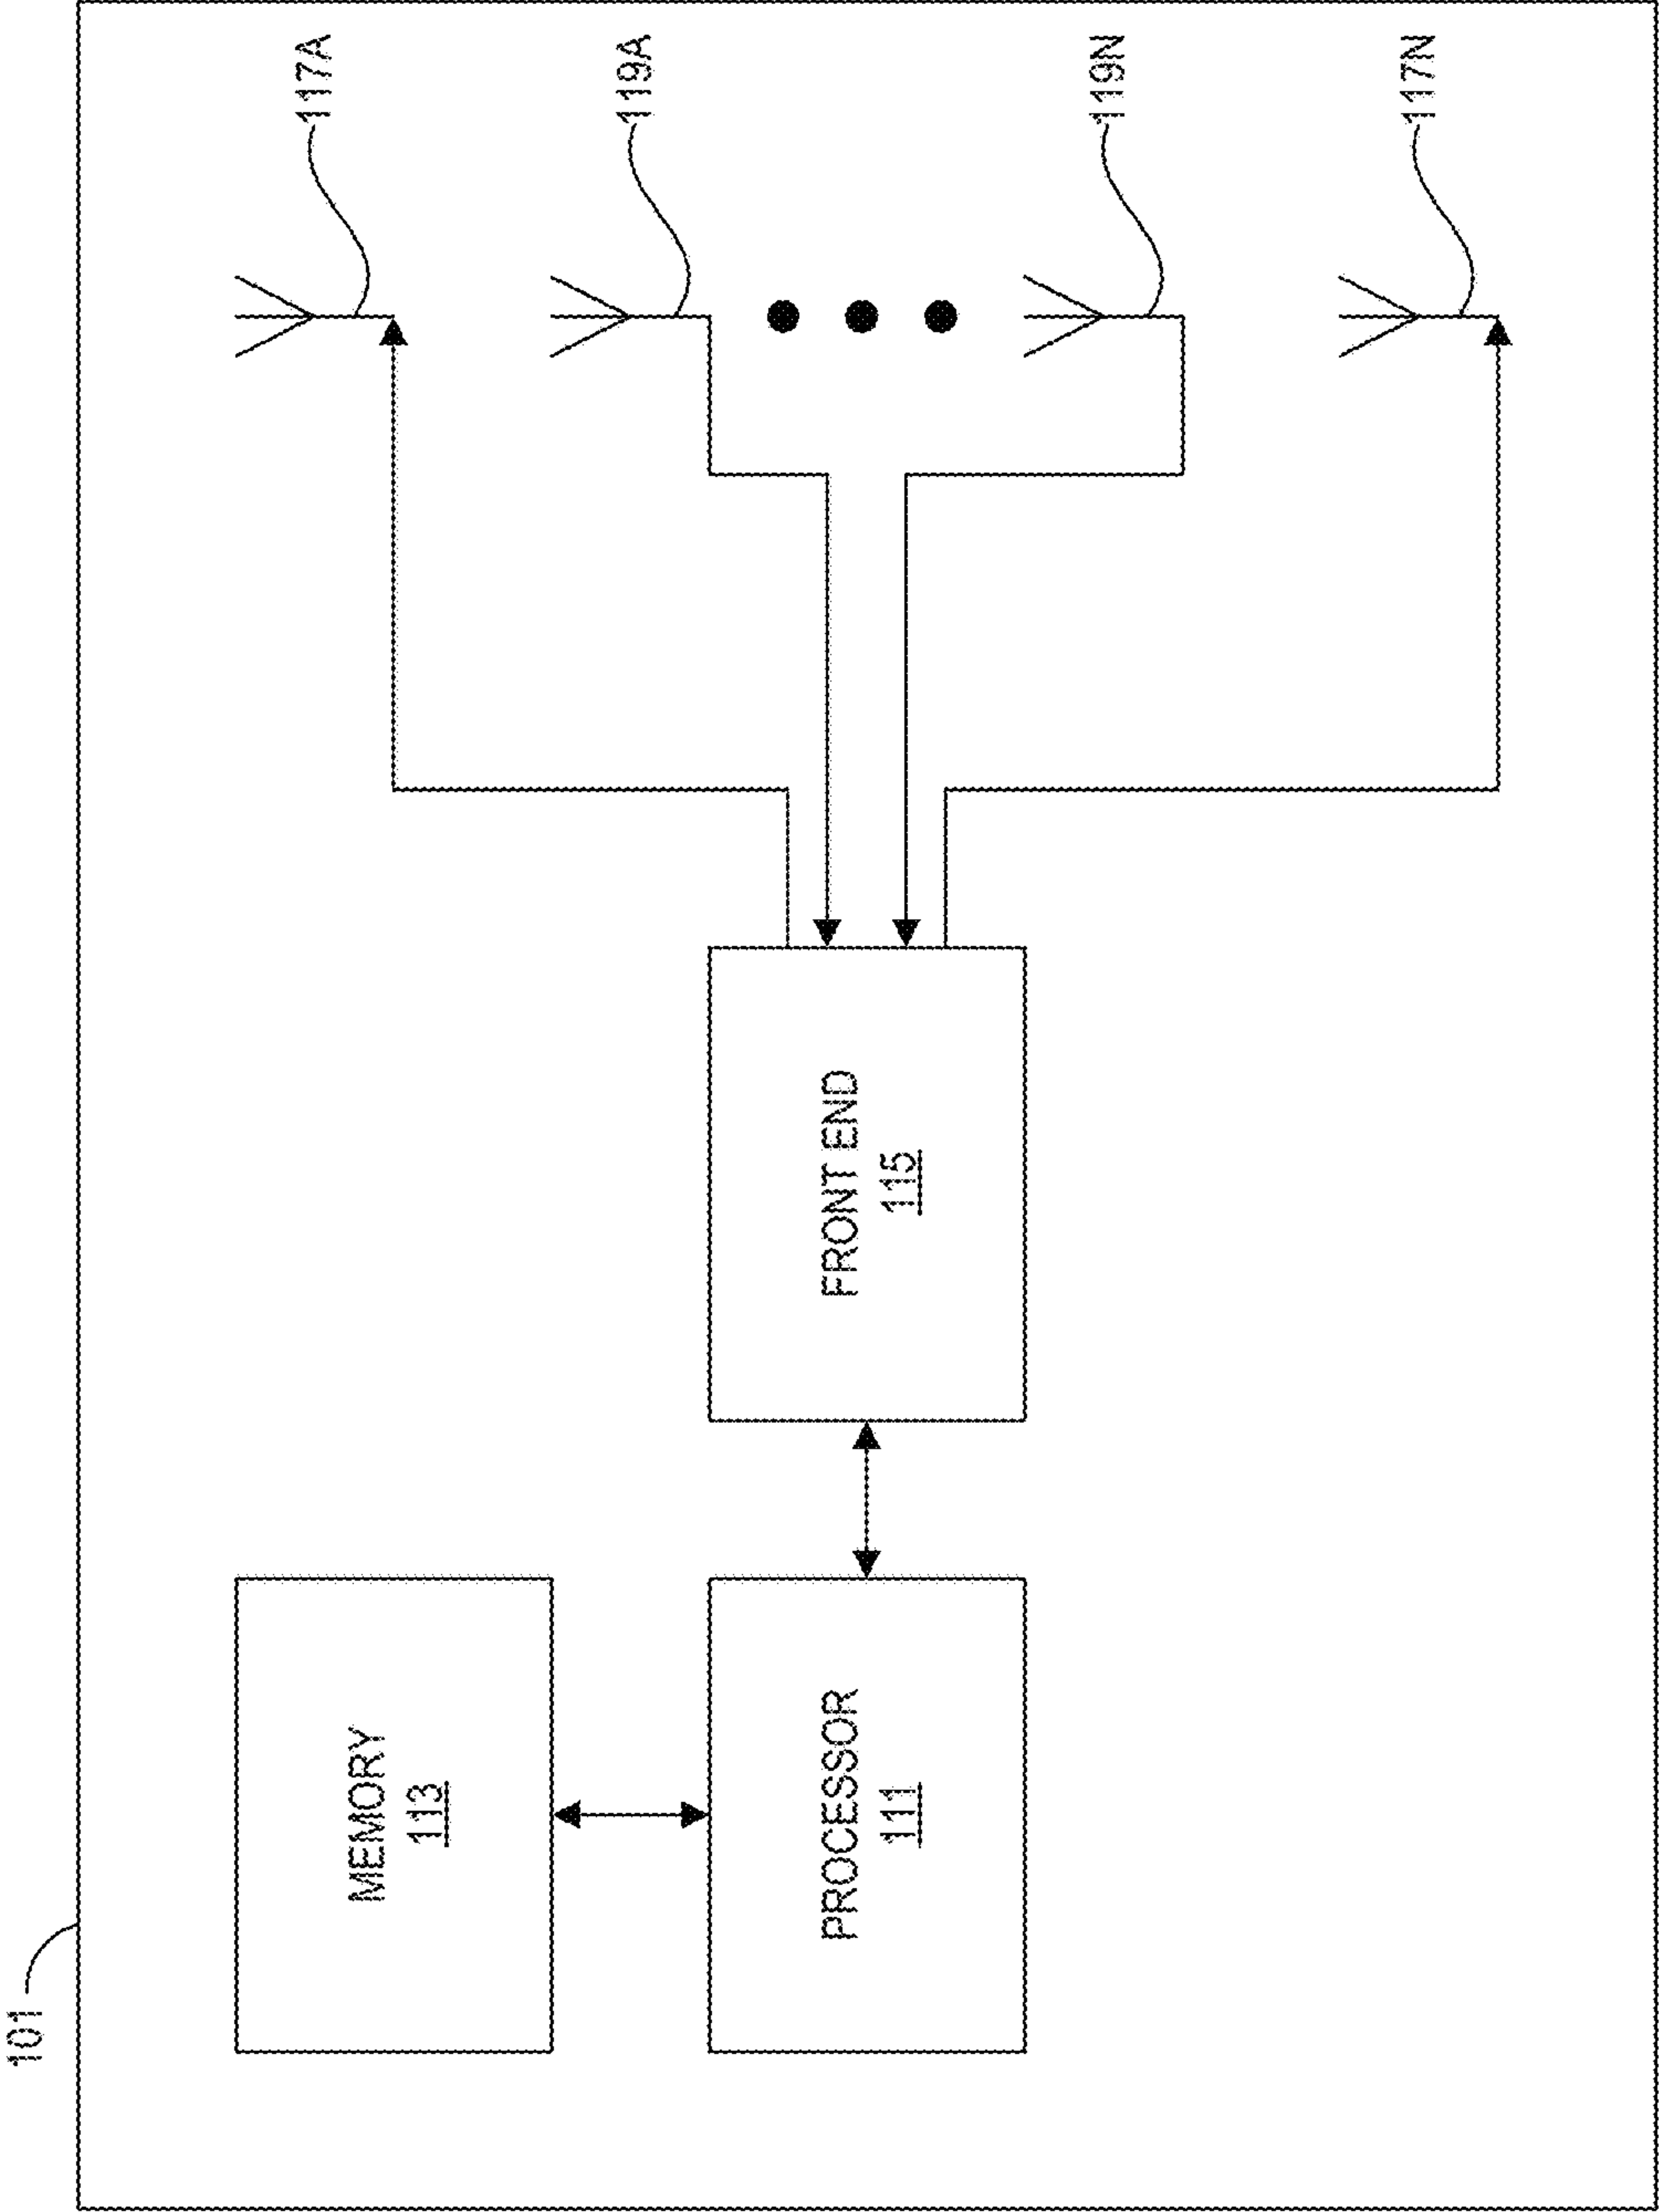 101
MEMORY
113
PROCESSOR
111
FRONT END
115
117A
119A
119N
117N